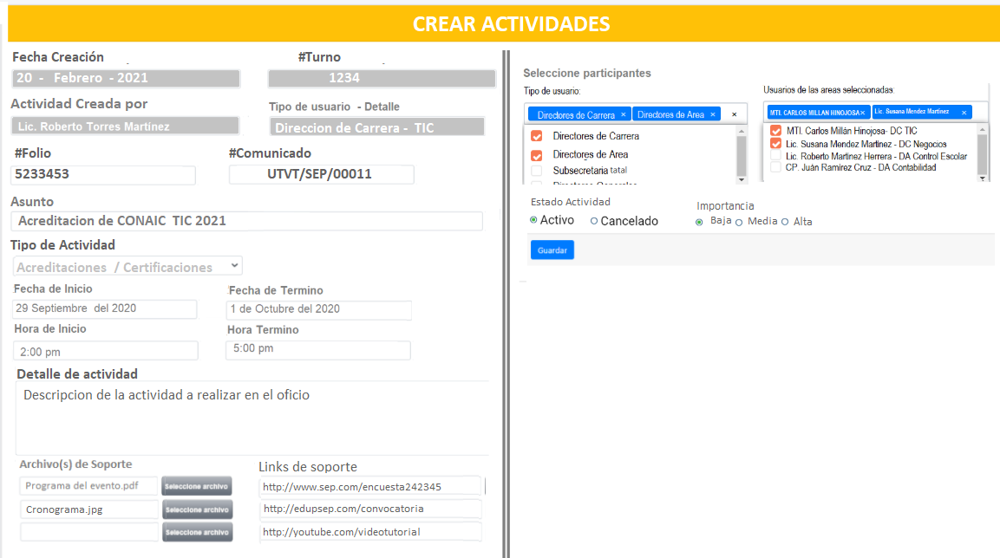 CREAR ACTIVIDADES
Fecha Creación
#Turno
20 - Febrero - 2021
1234
Actividad Creada por
Tipo de usuario - Detalle
Lic. Roberto Torres Martínez
Direccion de Carrera - TIC
#Folio
#Comunicado
5233453
UTVT/SEP/00011
Asunto
Acreditacion de CONAIC TIC 2021
Tipo de Actividad
Acreditaciones / Certificaciones
Fecha de Inicio
Fecha de Termino
29 Septiembre del 2020
1 de Octubre del 2020
Hora de Inicio
Hora Termino
2:00 pm
5:00 pm
Detalle de actividad
Descripcion de la actividad a realizar en el oficio
Archivo(s) de Soporte
Links de soporte
Programa del evento.pdf
Seleccione archivo
http://www.sep.com/encuesta242345
Cronograma.jpg
Seleccione archivo
http://edupsep.com/convocatoria
Seleccione archivo
http://youtube.com/videotutorial
Seleccione participantes
Tipo de usuario:
Directores de Carrera ×
Directores de Area ×
×
Directores de Carrera
Directores de Area
Subsecretaria tatal
Directores Generales
Usuarios de las areas seleccionadas:
MTI. CARLOS MILLAN HINOJOSA ×
Lic. Susana Mendez Martinez ×
MTI. Carlos Millán Hinojosa- DC TIC
Lic. Susana Mendez Martinez - DC Negocios
Lic. Roberto Martinez Herrera - DA Control Escolar
CP. Juán Ramírez Cruz - DA Contabilidad
Estado Actividad
Activo
Cancelado
Importancia
Baja
Media
Alta
Guardar